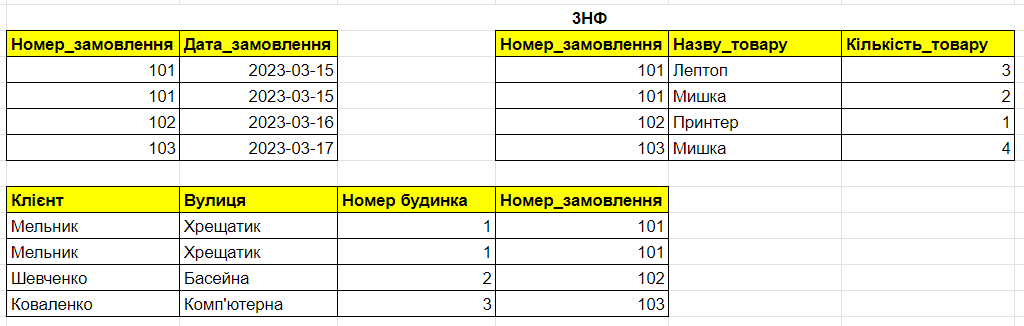 3НФ
Номер_замовлення Дата_замовлення Номер_замовлення Назву_товару Кількість_товару
101 2023-03-15 101 Лептоп 3
101 2023-03-15 101 Мишка 2
102 2023-03-16 102 Принтер 1
103 2023-03-17 103 Мишка 4
Клієнт Вулиця Номер будинка Номер_замовлення
Мельник Хрещатик 1 101
Мельник Хрещатик 1 101
Шевченко Басейна 2 102
Коваленко Комп'ютерна 3 103